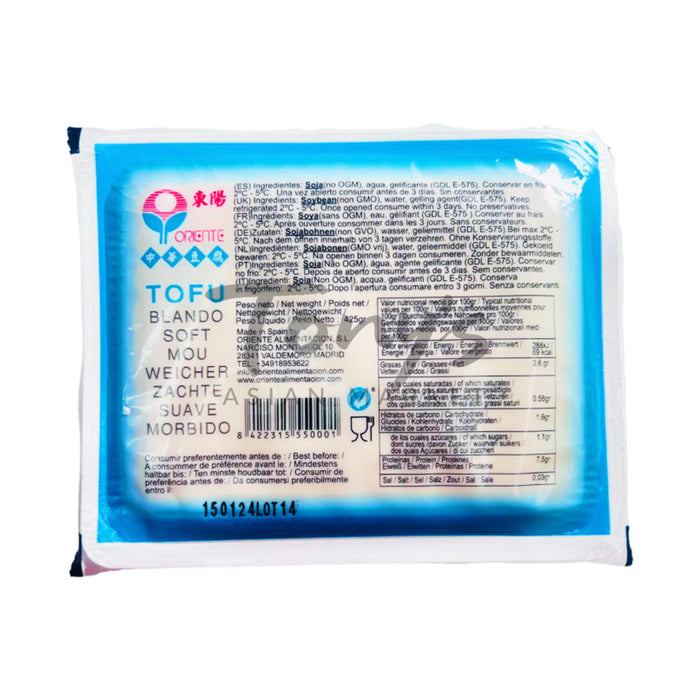 東陽
ORIENTE
中華豆腐
TOFU
BLANDO
SOFT
MOU
WEICHER
ZACHTE
SUAVE
MORBIDO
(ES) Ingredientes: Soja(no OGM), agua, gelificante (GDL E-575). Conservar en frio
2ºC - 5ºC. Una vez abierto consumir antes de 3 días. Sin conservantes.
(UK) Ingredients: Soybean(non GMO), water, gelling agent(GDL E-575). Keep
refrigerated 2ºC - 5ºC. Once opened consume within 3 days. No preservatives.
(FR) Ingrédients: Soya(sans OGM), eau, gélifiant (GDL E-575). Conserver au frais
2ºC - 5ºC. Après ouverture consommer dans les 3 jours. Sans conservateurs.
(DE)Zutaten: Sojabohnen(non GVO), wasser, geliermittel (GDL E-575).Bei max 2ºC -
5ºC. Nach dem öffnen innerhalb von 3 tagen verzehren. Ohne Konservierungsstoffe.
(NL)Ingrediënten: Sojabonen(GMO vrij), water, geleermiddel (GDL E-575). Gekoeld
bewaren: 2ºC - 5ºC. Na openen binnen 3 dagen consumeren. Zonder bewaarmiddelen.
(PT)Ingredientes: Soja(Não OGM), agua, agente gelificante (GDL E-575). Conservar
no frio: 2ºC - 5ºC. Depois de aberto consumir antes de 3 dias. Sem Conservantes
(IT)Ingredienti: Soia(non OGM), acqua, gelificanti (GDL E-575). Conserva
in frigorifero: 2ºC - 5ºC. Dopo l apertura consumare entro 3 giorni. Senza Conservanti.
Peso neto / Net weight / Poids net /
Nettogewicht / Nettogewicht /
Peso Líquido / Peso Netto : 425gr
Made in Spain
ORIENTE ALIMENTACION, S.L
NARCISO MONTURIOL 10
28341 VALDEMORO MADRID
TEL: +34918953622
info@orientealimentacion.com
www.orientealimentacion.com
8 422315 550001
Valor nutricional medio por 100gr / Typical nutritional
values per 100gr / Valeurs nutritionnelles moyennes pour
100gr / Durchschnittliche Nährwerte pro 100gr /
Gemiddelde voedingswaarde per 100gr / Valores
nutricionais medios por 100gr / Valori nutrizionali medi
per 100gr
Valor energético / Energy / Énergie / Brennwert /
Energie / Energia / Valore energetico
288kJ
69 kcal
Grasas / Fat / Graisses / Fett
Vetten / Lipidos / Grassi
3.6 gr
de las cuales saturadas / of which saturates /
dont acides gras saturés / davon gesättigte
Fettsäuren / waarvan verzadigde vetzuren /
dos quais Saturados / di cui acidi grassi saturi
0.58gr
Hidratos de carbono / Carbohydrate /
Glucides / Kohlenhydrate / Koolhydraten /
Hidratos de carbono / Carboidrati
1,6gr
de los cuales azúcares / of which sugars /
dont sucres /davon Zucker / waarvan suikers /
dos quais Açúcares / di cui zuccheri
1.1gr
Proteínas / Protein / Protéines /
Eiweiß / Eiwitten / Proteínas / Proteine
7.5gr
Sal / Salt / Sel / Salz / Zout / Sal / Sale
0,03gr
Consumir preferentemente antes de : / Best before: /
A consommer de préférence avant le: / Mindestens
haltbar bis: / Ten minste houdbaar tot: / Consumir de
preferência antes de: / Da consumersi preferibilmente
entro il:
150124LOT14
Tony's
ASIAN MARKET